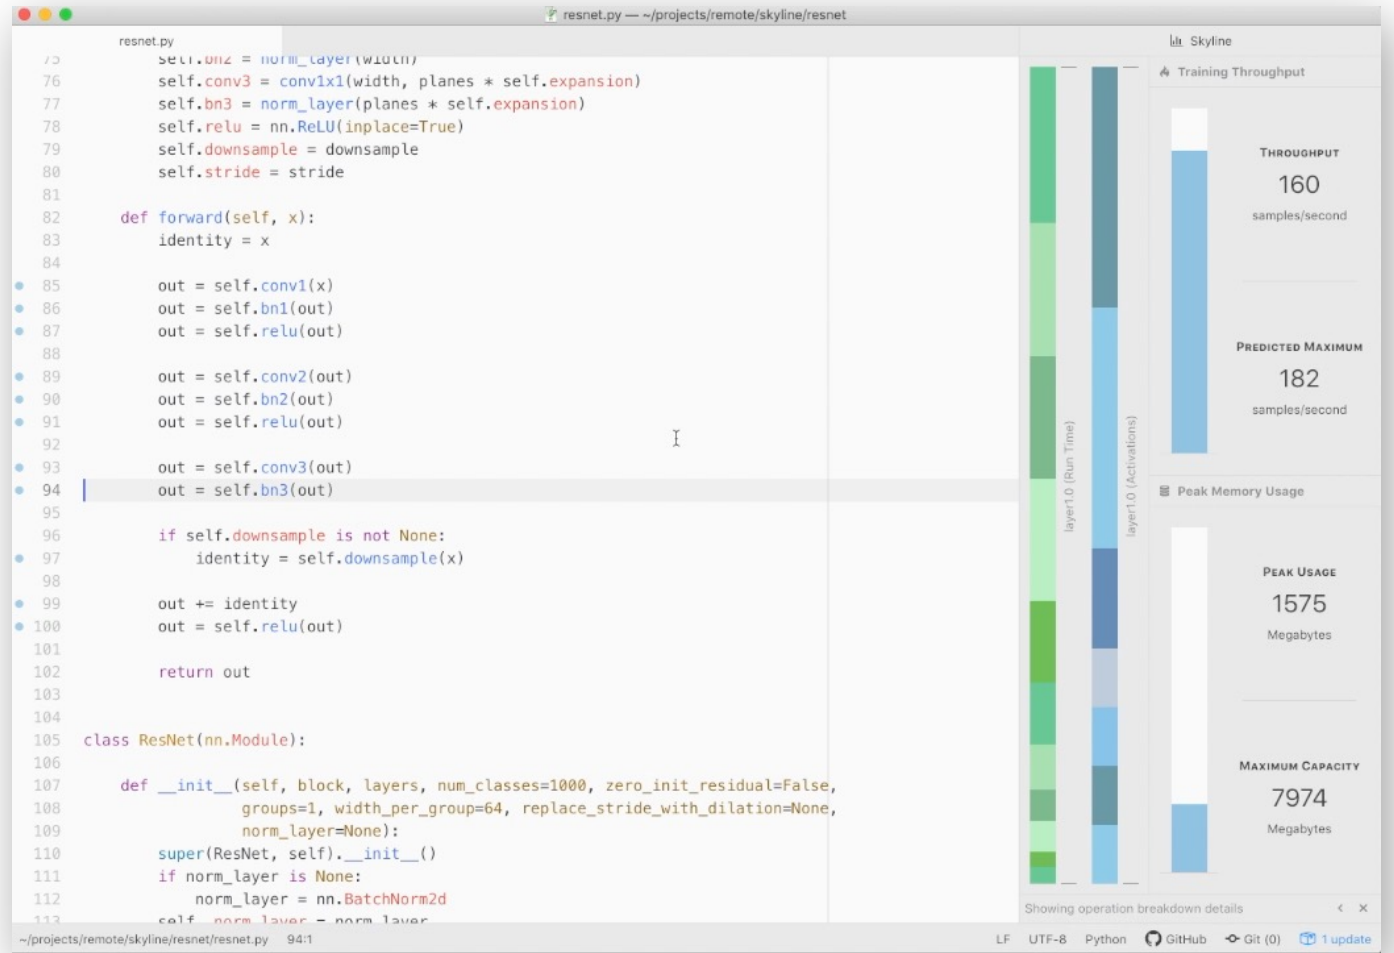 resnet.py — ~/projects/remote/skyline/resnet
resnet.py
75 self.bn2 = norm_layer(width)
76 self.conv3 = conv1x1(width, planes * self.expansion)
77 self.bn3 = norm_layer(planes * self.expansion)
78 self.relu = nn.ReLU(inplace=True)
79 self.downsample = downsample
80 self.stride = stride
81
82 def forward(self, x):
83 identity = x
84
85 out = self.conv1(x)
86 out = self.bn1(out)
87 out = self.relu(out)
88
89 out = self.conv2(out)
90 out = self.bn2(out)
91 out = self.relu(out)
92
93 out = self.conv3(out)
94 out = self.bn3(out)
95
96 if self.downsample is not None:
97 identity = self.downsample(x)
98
99 out += identity
100 out = self.relu(out)
101
102 return out
103
104
105 class ResNet(nn.Module):
106
107 def __init__(self, block, layers, num_classes=1000, zero_init_residual=False,
108 groups=1, width_per_group=64, replace_stride_with_dilation=None,
109 norm_layer=None):
110 super(ResNet, self).__init__()
111 if norm_layer is None:
112 norm_layer = nn.BatchNorm2d
113 self._norm_layer = norm_layer
Skyline
layer1.0 (Run Time)
layer1.0 (Activations)
Training Throughput
THROUGHPUT
160
samples/second
PREDICTED MAXIMUM
182
samples/second
Peak Memory Usage
PEAK USAGE
1575
Megabytes
MAXIMUM CAPACITY
7974
Megabytes
Showing operation breakdown details
~/projects/remote/skyline/resnet/resnet.py 94:1 LF UTF-8 Python GitHub Git (0) 1 update